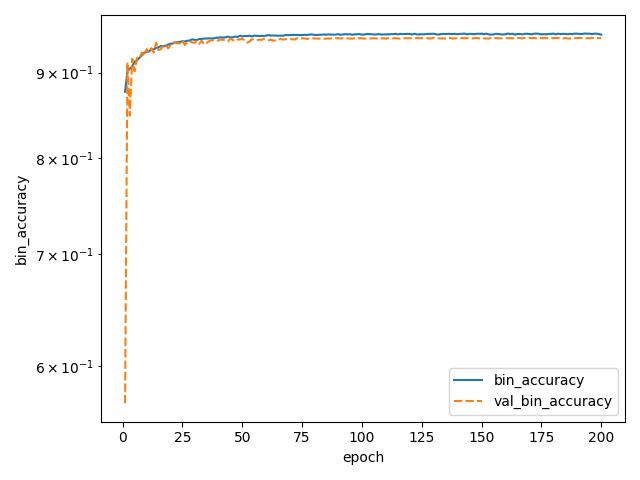 9 × 10⁻¹
8 × 10⁻¹
7 × 10⁻¹
6 × 10⁻¹
bin_accuracy
0 25 50 75 100 125 150 175 200
epoch
bin_accuracy
val_bin_accuracy